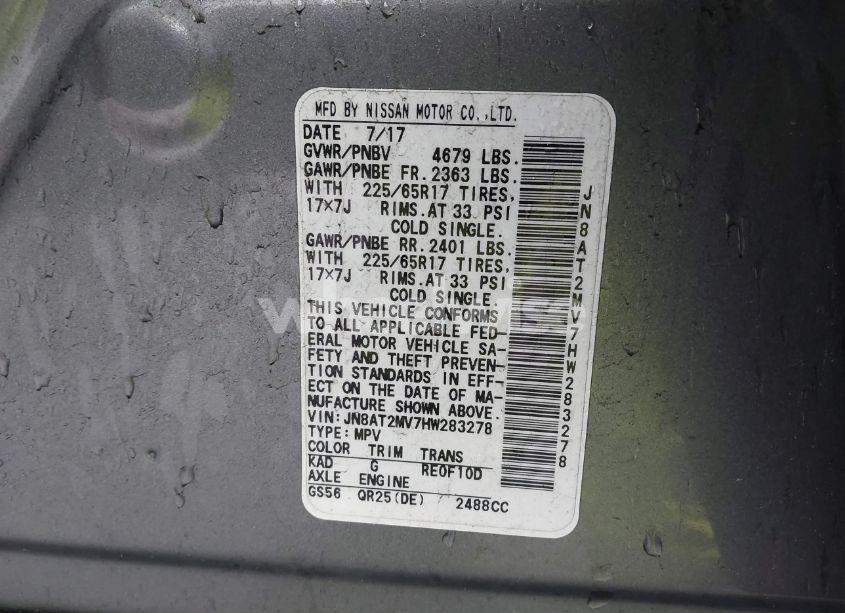 MFD BY NISSAN MOTOR CO.,LTD.
DATE 7/17
GVWR/PNBV 4679 LBS.
GAWR/PNBE FR.2363 LBS.
WITH 225/65R17 TIRES,
17×7J RIMS.AT 33 PSI
COLD SINGLE.
GAWR/PNBE RR.2401 LBS.
WITH 225/65R17 TIRES,
17×7J RIMS.AT 33 PSI
COLD SINGLE.
THIS VEHICLE CONFORMS
TO ALL APPLICABLE FED-
ERAL MOTOR VEHICLE SA-
FETY AND THEFT PREVEN-
TION STANDARDS IN EFF-
ECT ON THE DATE OF MA-
NUFACTURE SHOWN ABOVE.
VIN:JN8AT2MV7HW283278
TYPE:MPV
COLOR TRIM TRANS
KAD G RE0F10D
AXLE ENGINE
GS56 QR25(DE) 2488CC
JN8AT2MV7HW283278